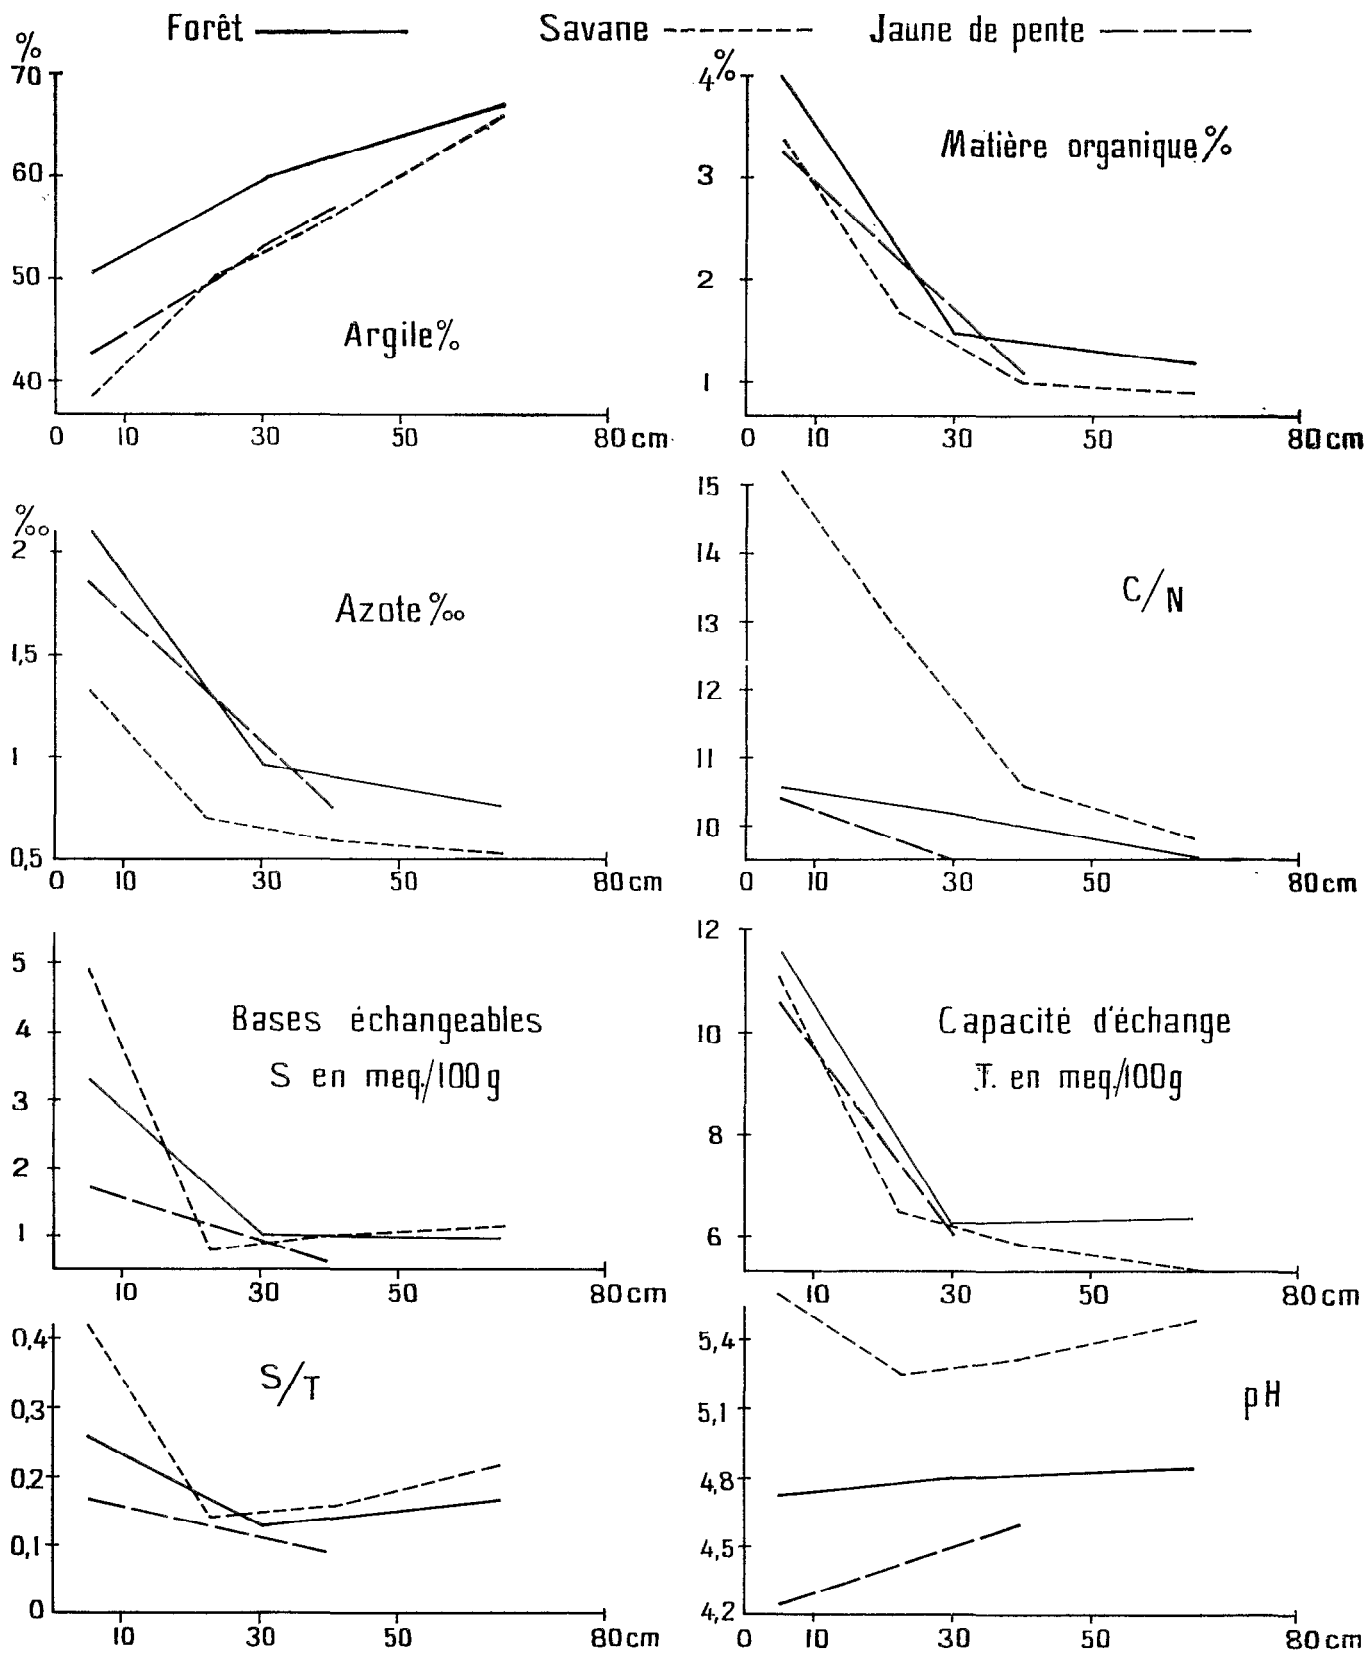 Forêt Savane Jaune de pente
%
70
60
50
40
Argile%
0 10 30 50 80 cm
4 %
3
2
1
Matière organique %
0 10 30 50 80 cm
‰
2
1,5
1
0,5
Azote ‰
0 10 30 50 80 cm
15
14
13
12
11
10
C/N
0 10 30 50 80 cm
5
4
3
2
1
Bases échangeables
S en meq./100 g
10 30 50 80 cm
12
10
8
6
Capacité d'échange
T. en meq./100g
10 30 50 80 cm
0,4
0,3
0,2
0,1
0
S/T
10 30 50 80 cm
5,4
5,1
4,8
4,5
4,2
pH
0 10 30 50 80 cm